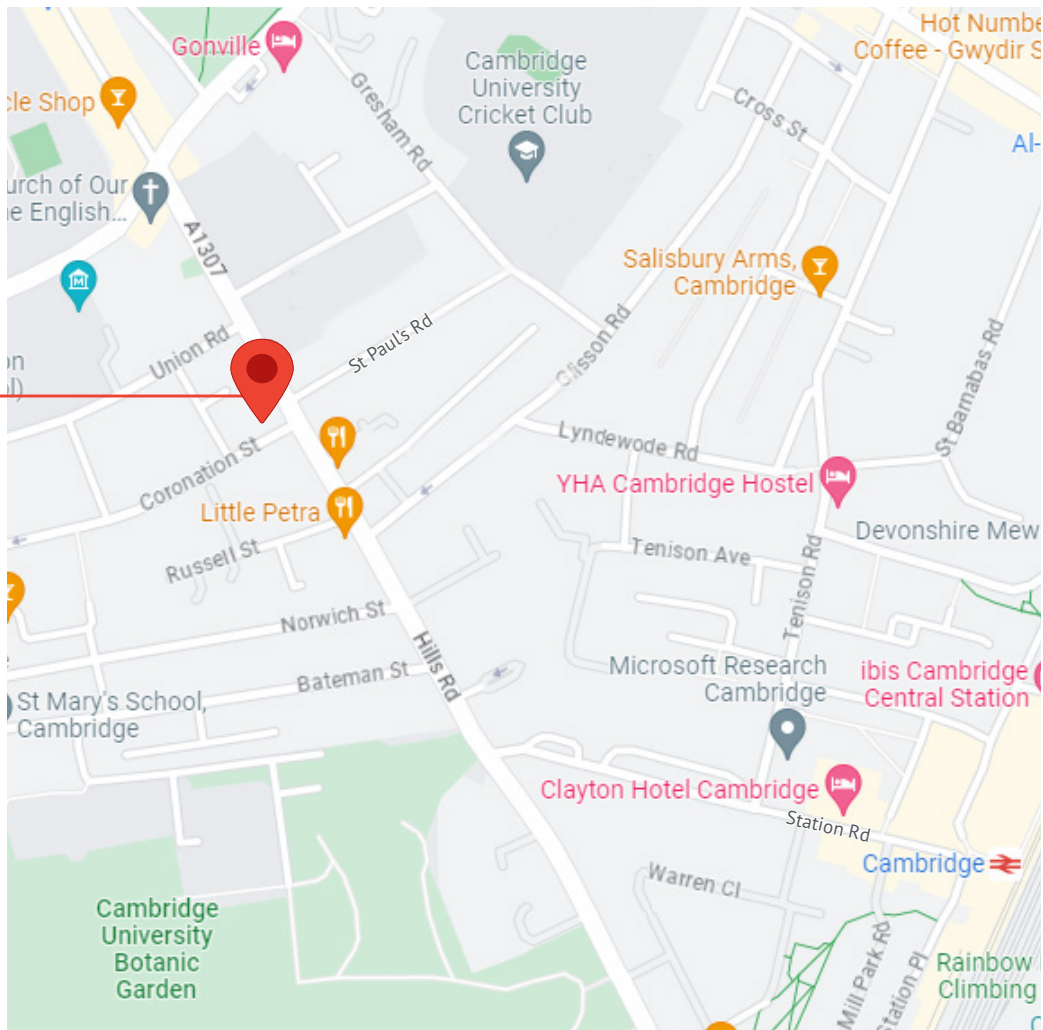 Gonville
Hot Numbe
Coffee - Gwydir S
cle Shop
Cambridge
University
Cricket Club
Gresham Rd
Cross St
Al-
urch of Our
e English...
A1307
Salisbury Arms,
Cambridge
St Paul's Rd
Union Rd
Glisson Rd
on
ol)
St Barnabas Rd
Lyndewode Rd
Coronation St
YHA Cambridge Hostel
Little Petra
Devonshire Mew
Russell St
Tenison Ave
Tenison Rd
Norwich St
Hills Rd
Bateman St
Microsoft Research
Cambridge
ibis Cambridge
Central Station
St Mary's School,
Cambridge
Clayton Hotel Cambridge
Station Rd
Cambridge
Warren Cl
Cambridge
University
Botanic
Garden
Mill Park Rd
Station Pl
Rainbow
Climbing